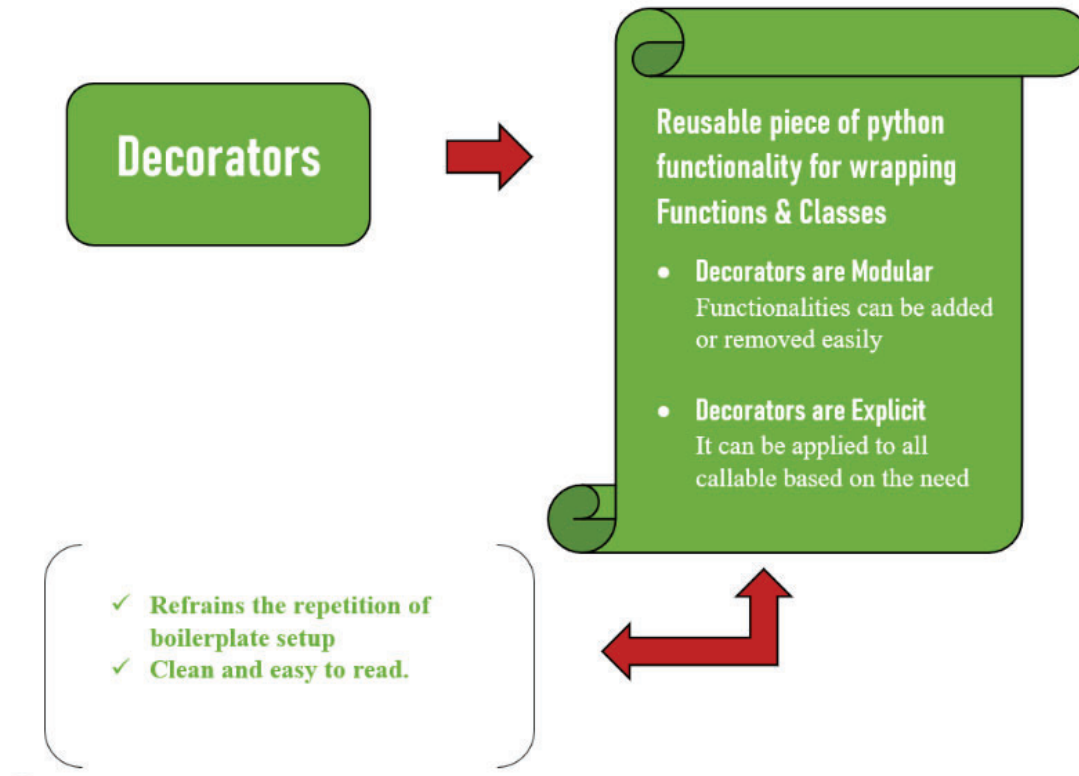 Decorators
Reusable piece of python
functionality for wrapping
Functions & Classes
• Decorators are Modular
Functionalities can be added
or removed easily
• Decorators are Explicit
It can be applied to all
callable based on the need
✓ Refrains the repetition of
boilerplate setup
✓ Clean and easy to read.